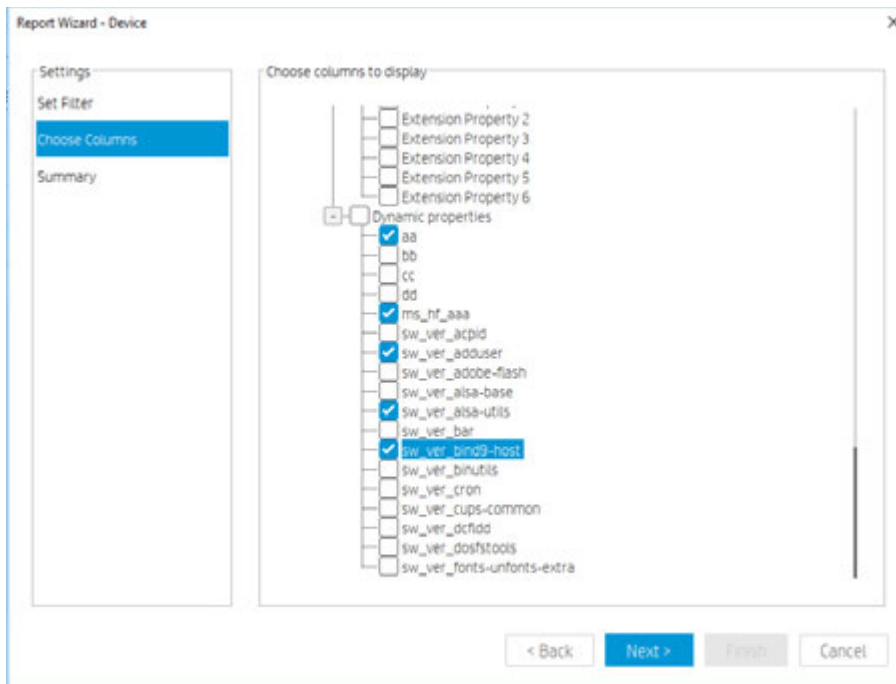 Report Wizard - Device
Settings
Set Filter
Choose Columns
Summary
Choose columns to display
Extension Property 2
Extension Property 3
Extension Property 4
Extension Property 5
Extension Property 6
Dynamic properties
aa
bb
cc
dd
ms_hf_aaa
sw_ver_acpid
sw_ver_adduser
sw_ver_adobe-flash
sw_ver_alsa-base
sw_ver_alsa-utils
sw_ver_bar
sw_ver_bind9-host
sw_ver_binutils
sw_ver_cron
sw_ver_cups-common
sw_ver_dcfldd
sw_ver_dosfstools
sw_ver_fonts-unfonts-extra
< Back
Next >
Finish
Cancel